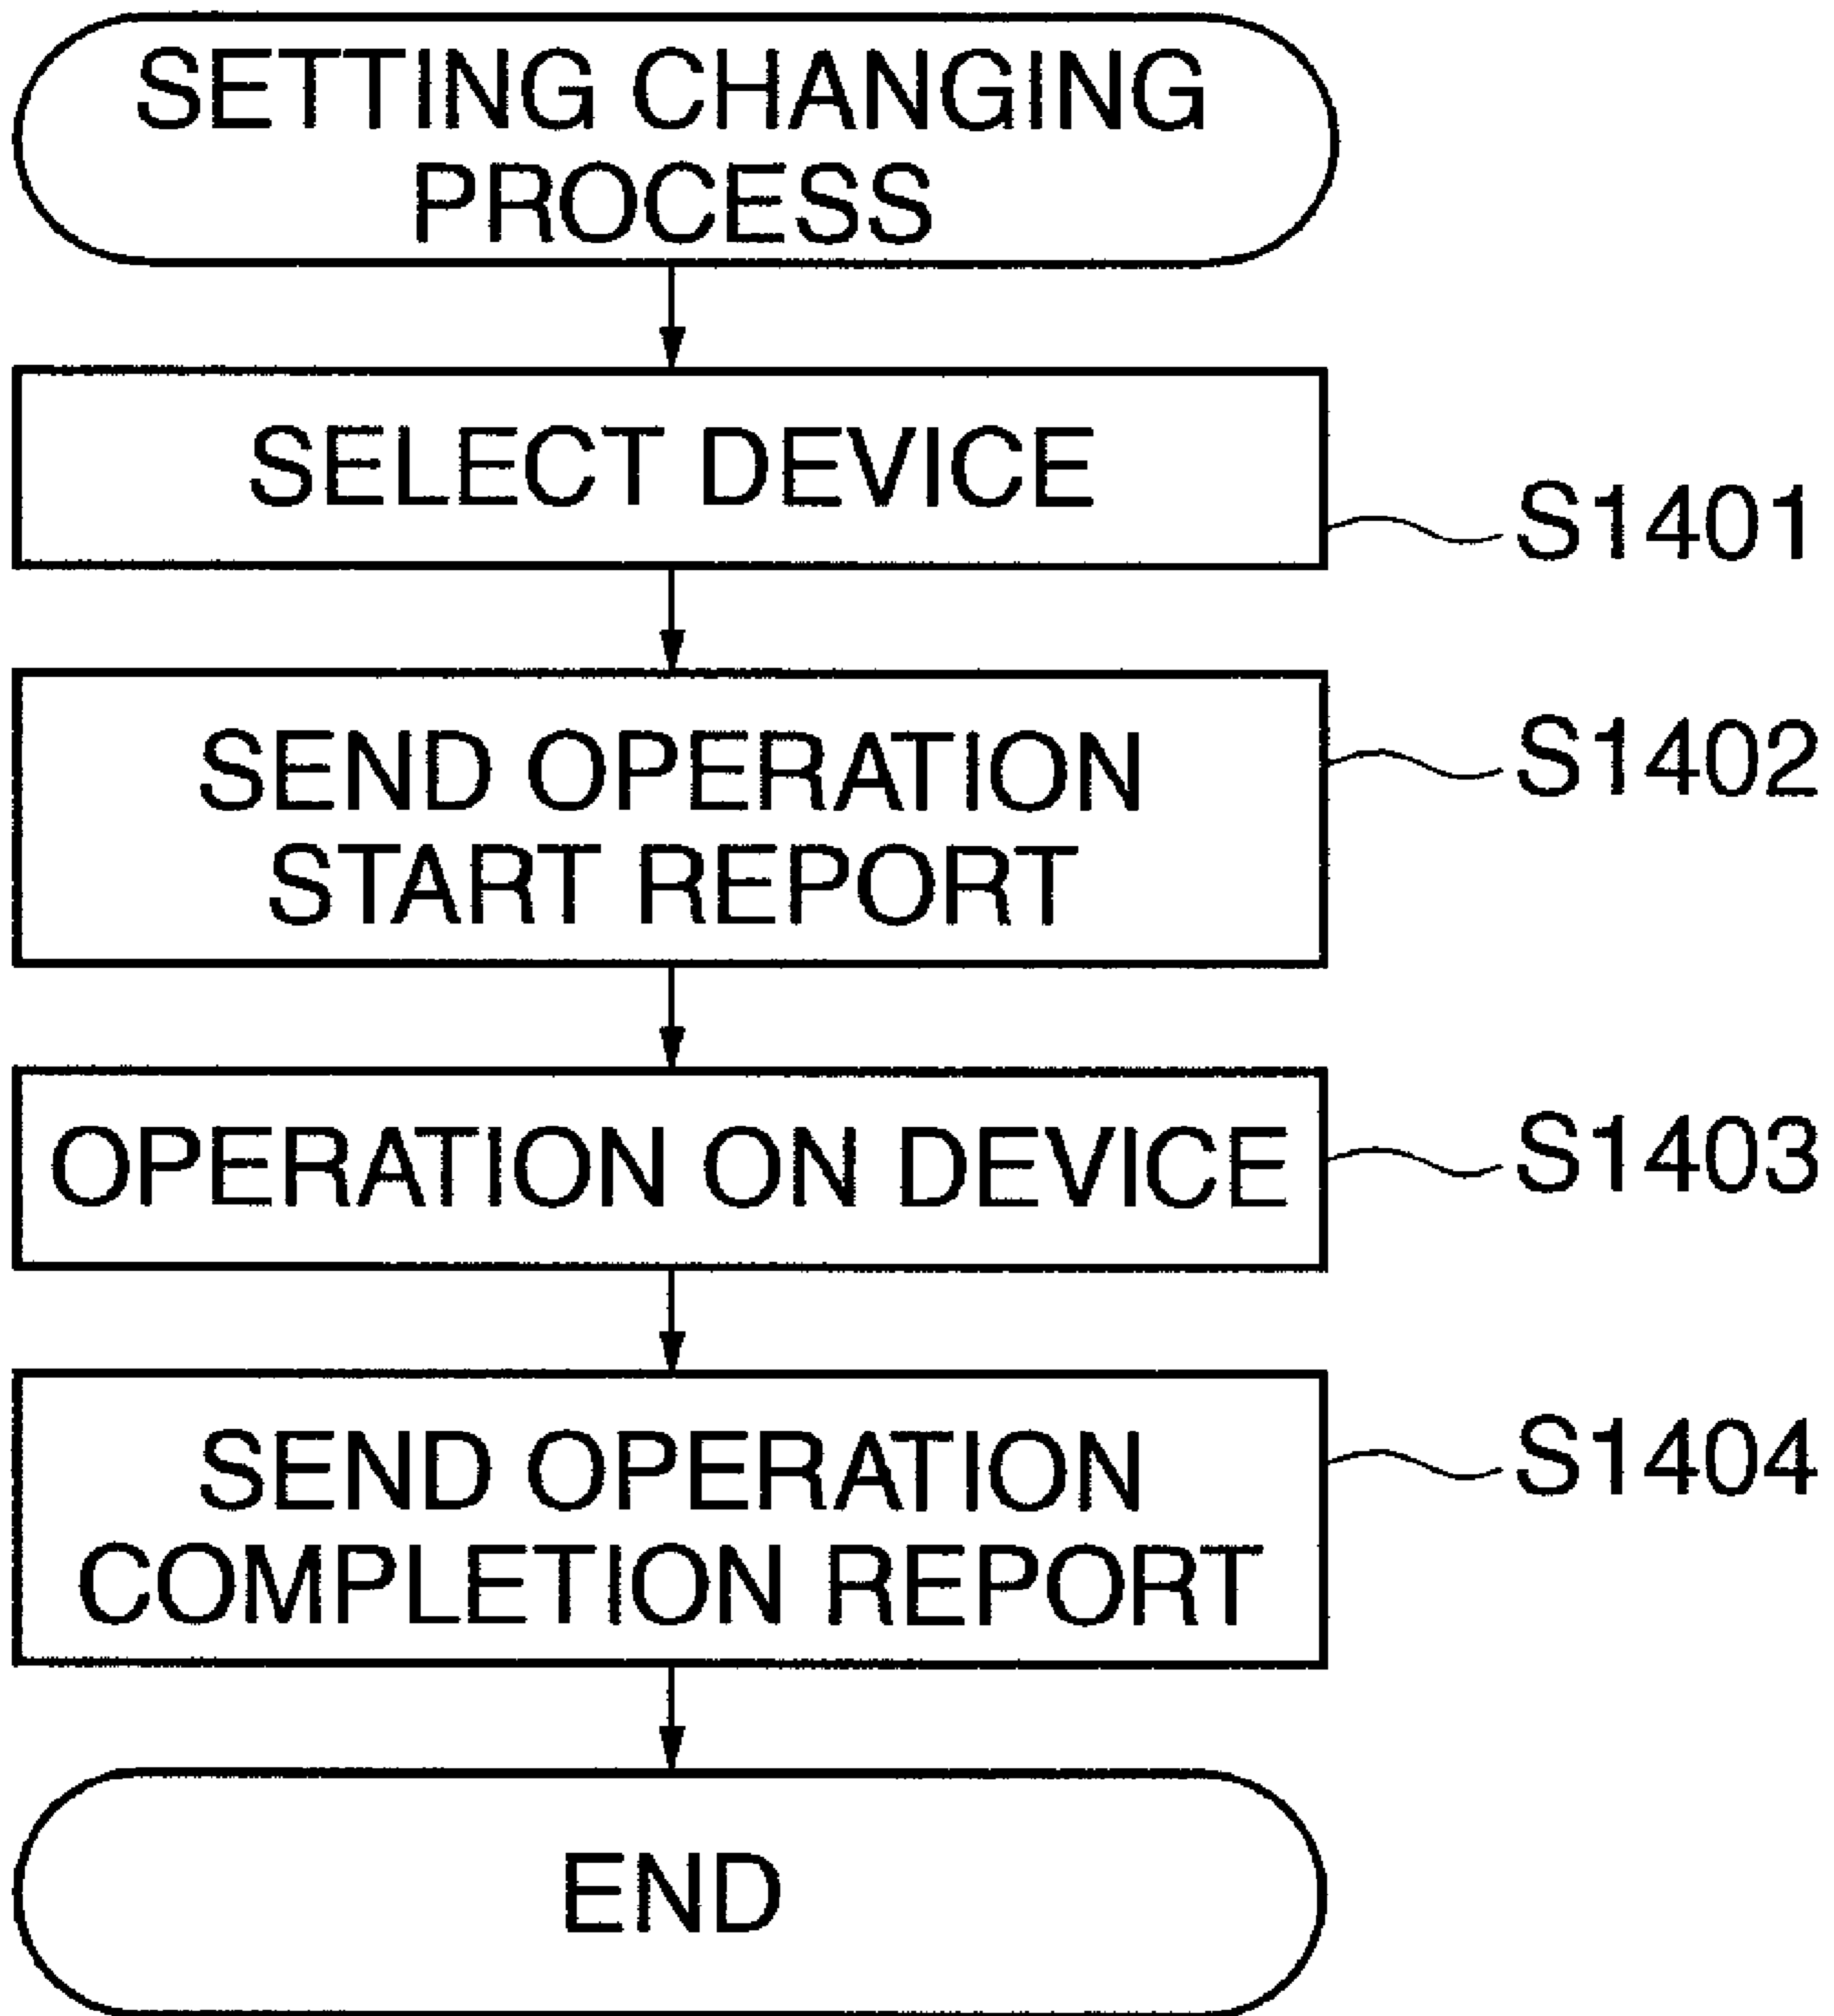 SETTING CHANGING
PROCESS
SELECT DEVICE
S1401
SEND OPERATION
START REPORT
S1402
OPERATION ON DEVICE
S1403
SEND OPERATION
COMPLETION REPORT
S1404
END